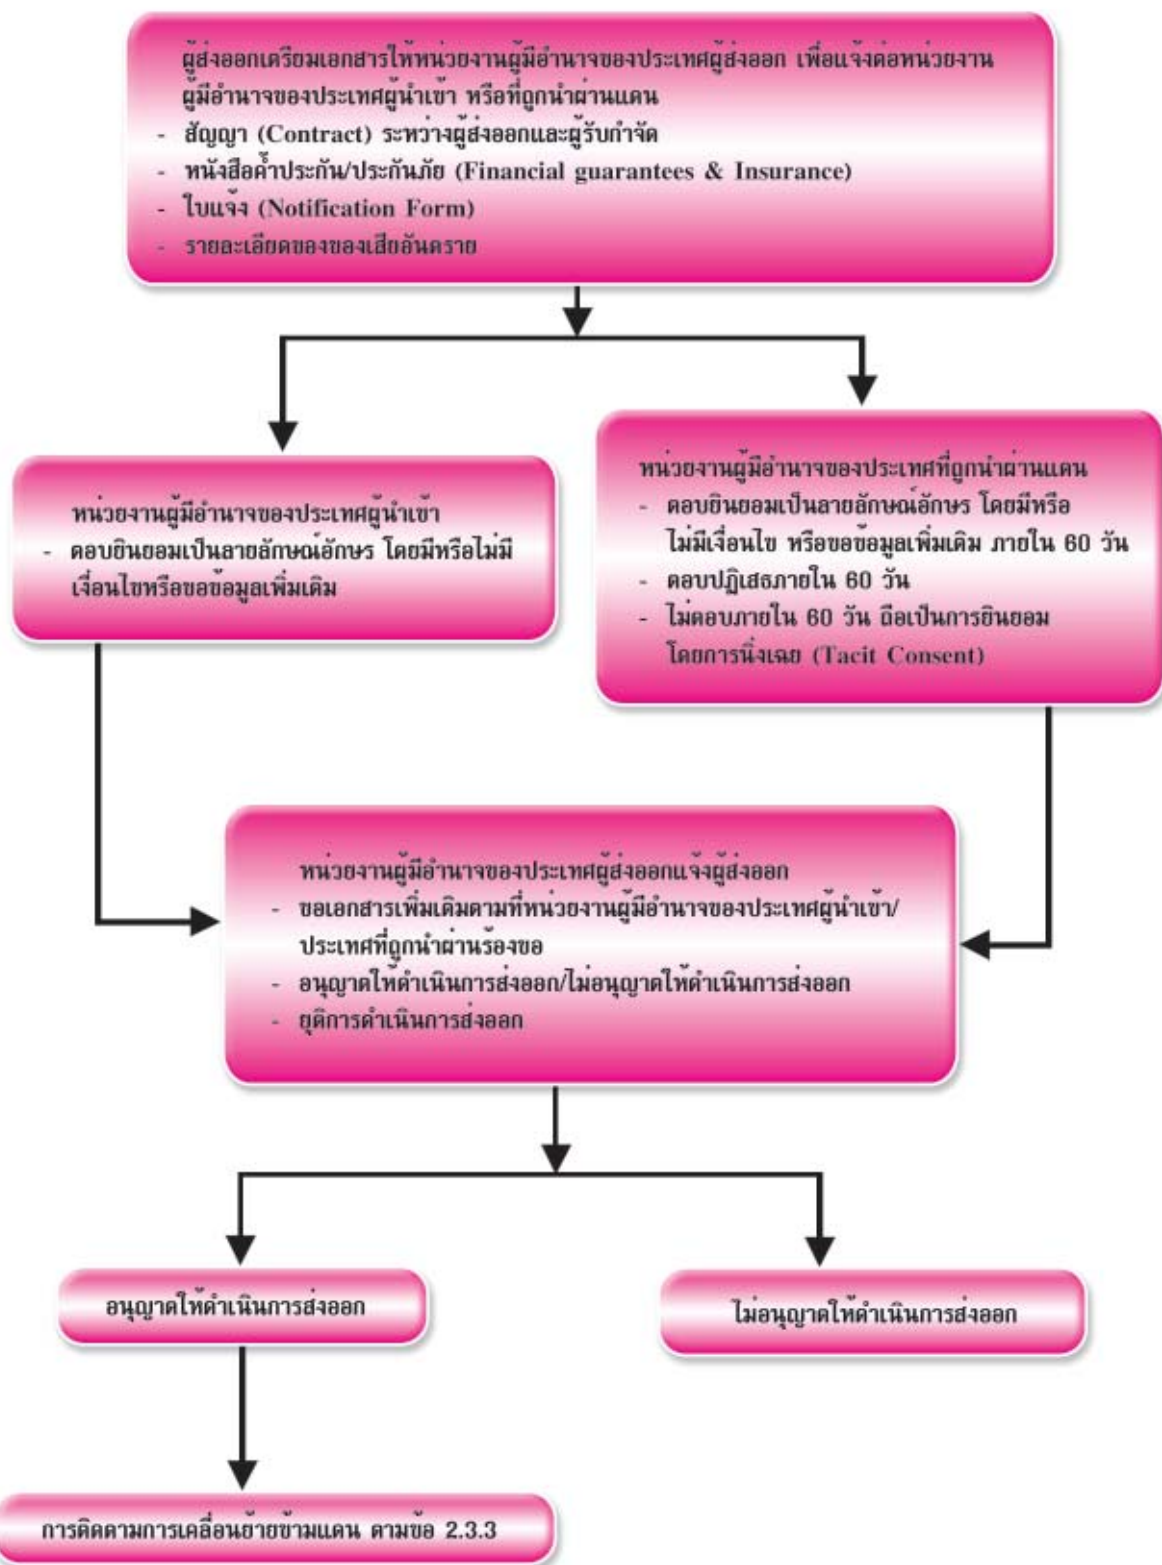 ผู้ส่งออกเตรียมเอกสารให้หน่วยงานผู้มีอำนาจของประเทศผู้ส่งออก เพื่อแจ้งต่อหน่วยงาน
ผู้มีอำนาจของประเทศผู้นำเข้า หรือที่ถูกนำผ่านแดน
- สัญญา (Contract) ระหว่างผู้ส่งออกและผู้รับกำจัด
- หนังสือค้ำประกัน/ประกันภัย (Financial guarantees & Insurance)
- ใบแจ้ง (Notification Form)
- รายละเอียดของของเสียอันตราย
หน่วยงานผู้มีอำนาจของประเทศผู้นำเข้า
- ตอบยินยอมเป็นลายลักษณ์อักษร โดยมีหรือไม่มี
เงื่อนไขหรือขอข้อมูลเพิ่มเติม
หน่วยงานผู้มีอำนาจของประเทศที่ถูกนำผ่านแดน
- ตอบยินยอมเป็นลายลักษณ์อักษร โดยมีหรือ
ไม่มีเงื่อนไข หรือขอข้อมูลเพิ่มเติม ภายใน 60 วัน
- ตอบปฏิเสธภายใน 60 วัน
- ไม่ตอบภายใน 60 วัน ถือเป็นการยินยอม
โดยการนิ่งเฉย (Tacit Consent)
หน่วยงานผู้มีอำนาจของประเทศผู้ส่งออกแจ้งผู้ส่งออก
- ขอเอกสารเพิ่มเติมตามที่หน่วยงานผู้มีอำนาจของประเทศผู้นำเข้า/
ประเทศที่ถูกนำผ่านร้องขอ
- อนุญาตให้ดำเนินการส่งออก/ไม่อนุญาตให้ดำเนินการส่งออก
- ยุติการดำเนินการส่งออก
อนุญาตให้ดำเนินการส่งออก
ไม่อนุญาตให้ดำเนินการส่งออก
การติดตามการเคลื่อนย้ายข้ามแดน ตามข้อ 2.3.3